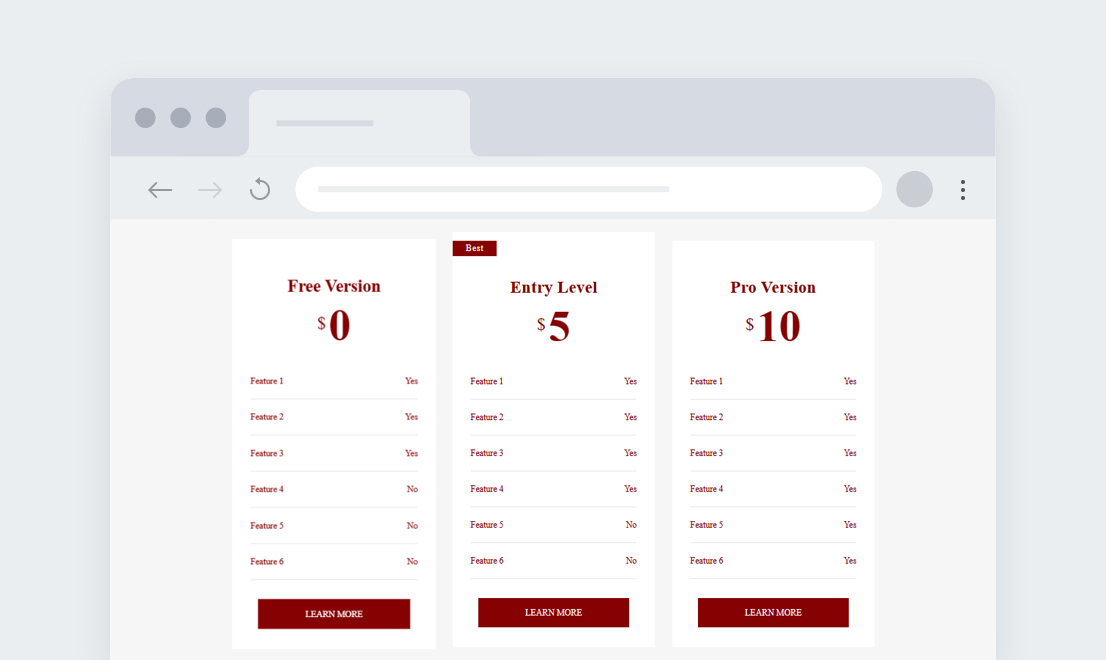 Free Version
$0
Feature 1 Yes
Feature 2 Yes
Feature 3 Yes
Feature 4 No
Feature 5 No
Feature 6 No
LEARN MORE
Best
Entry Level
$5
Feature 1 Yes
Feature 2 Yes
Feature 3 Yes
Feature 4 Yes
Feature 5 No
Feature 6 No
LEARN MORE
Pro Version
$10
Feature 1 Yes
Feature 2 Yes
Feature 3 Yes
Feature 4 Yes
Feature 5 Yes
Feature 6 Yes
LEARN MORE